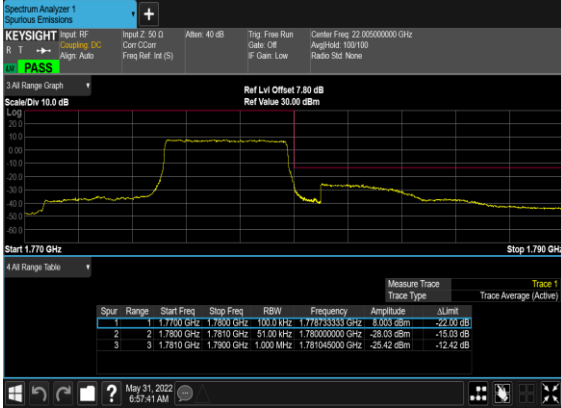 Spectrum Analyzer 1
Spurious Emissions
+
KEYSIGHT Input: RF Input Z: 50 Ω Atten: 40 dB Trig: Free Run Center Freq: 22.005000000 GHz
R T Coupling: DC Corr CCorr Gate: Off Avg|Hold: 100/100
Align: Auto Freq Ref: Int (S) IF Gain: Low Radio Std: None
PASS
3 All Range Graph Ref Lvl Offset 7.80 dB
Scale/Div 10.0 dB Ref Value 30.00 dBm
Log
20.0
10.0
0.00
-10.0
-20.0
-30.0
-40.0
-50.0
-60.0
Start 1.770 GHz Stop 1.790 GHz
4 All Range Table
Measure Trace Trace 1
Trace Type Trace Average (Active)
Spur Range Start Freq Stop Freq RBW Frequency Amplitude ΔLimit
1 1 1.7700 GHz 1.7800 GHz 100.0 kHz 1.778733333 GHz 8.003 dBm -22.00 dB
2 2 1.7800 GHz 1.7810 GHz 51.00 kHz 1.780000000 GHz -28.03 dBm -15.03 dB
3 3 1.7810 GHz 1.7900 GHz 1.000 MHz 1.781045000 GHz -25.42 dBm -12.42 dB
? May 31, 2022
6:57:41 AM